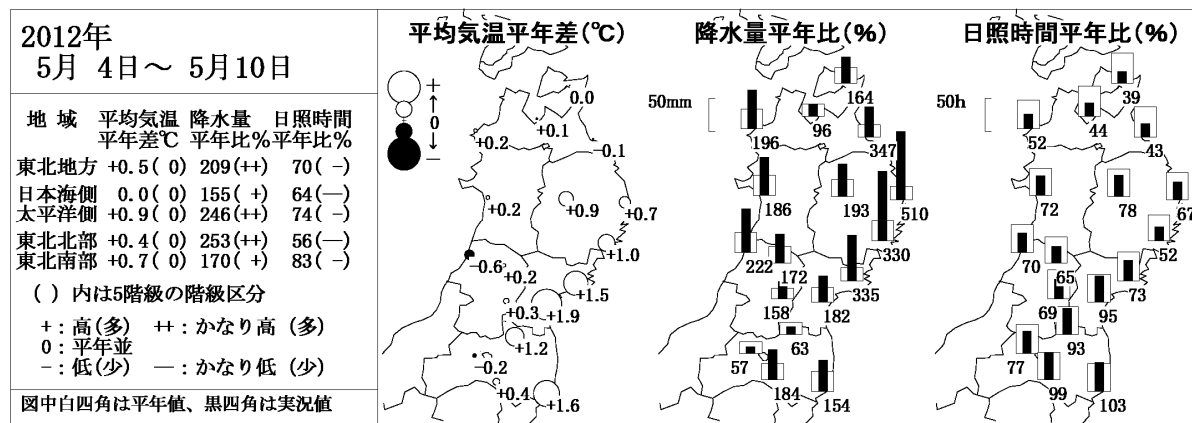 2012年
5月 4日～ 5月10日
地 域 平均気温 降水量 日照時間
平年差℃ 平年比% 平年比%
東北地方 +0.5( 0) 209(++) 70( -)
日本海側 0.0( 0) 155( +) 64(--)
太平洋側 +0.9( 0) 246(++) 74( -)
東北北部 +0.4( 0) 253(++) 56(--)
東北南部 +0.7( 0) 170( +) 83( -)
( ) 内は5階級の階級区分
+：高(多) ++：かなり高 (多)
0：平年並
-：低(少) --：かなり低 (少)
図中白四角は平年値、黒四角は実況値
平均気温平年差(℃)
+
↑
0
↓
-
0.0
+0.1
+0.2
-0.1
+0.2
+0.9
+0.7
+1.0
-0.6
+0.2
+1.5
+0.3
+1.9
+1.2
-0.2
+0.4
+1.6
降水量平年比(%)
50mm
164
96
196
347
186
193
510
330
222
172
335
158
182
63
57
184
154
日照時間平年比(%)
50h
39
44
52
43
72
78
67
52
70
65
73
69
95
93
77
99
103